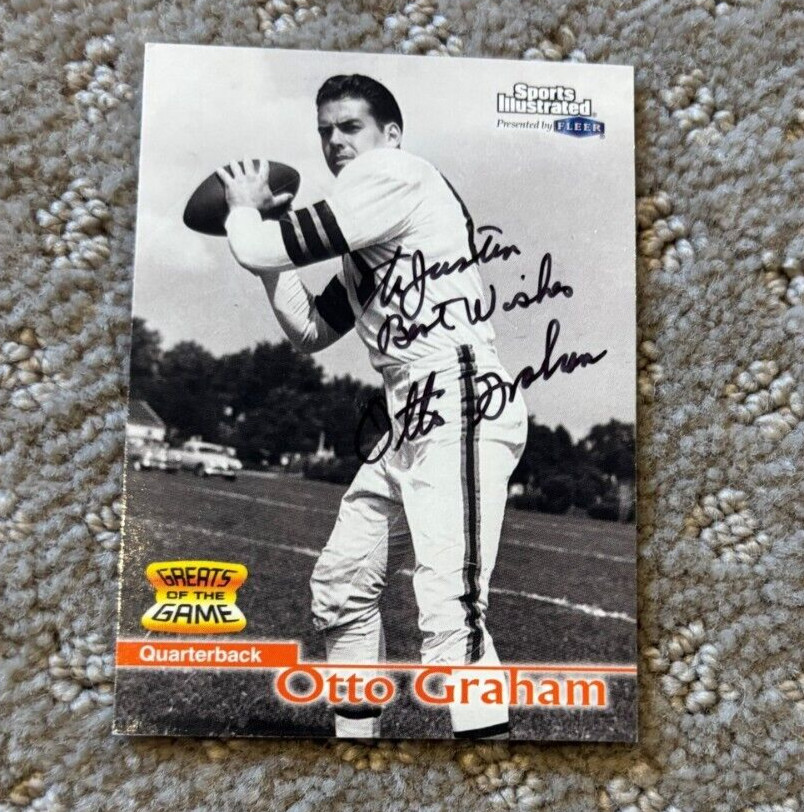 Sports
Illustrated
Presented by FLEER
To Justin
Best Wishes
Otto Graham
GREATS
OF THE
GAME
Quarterback
Otto Graham